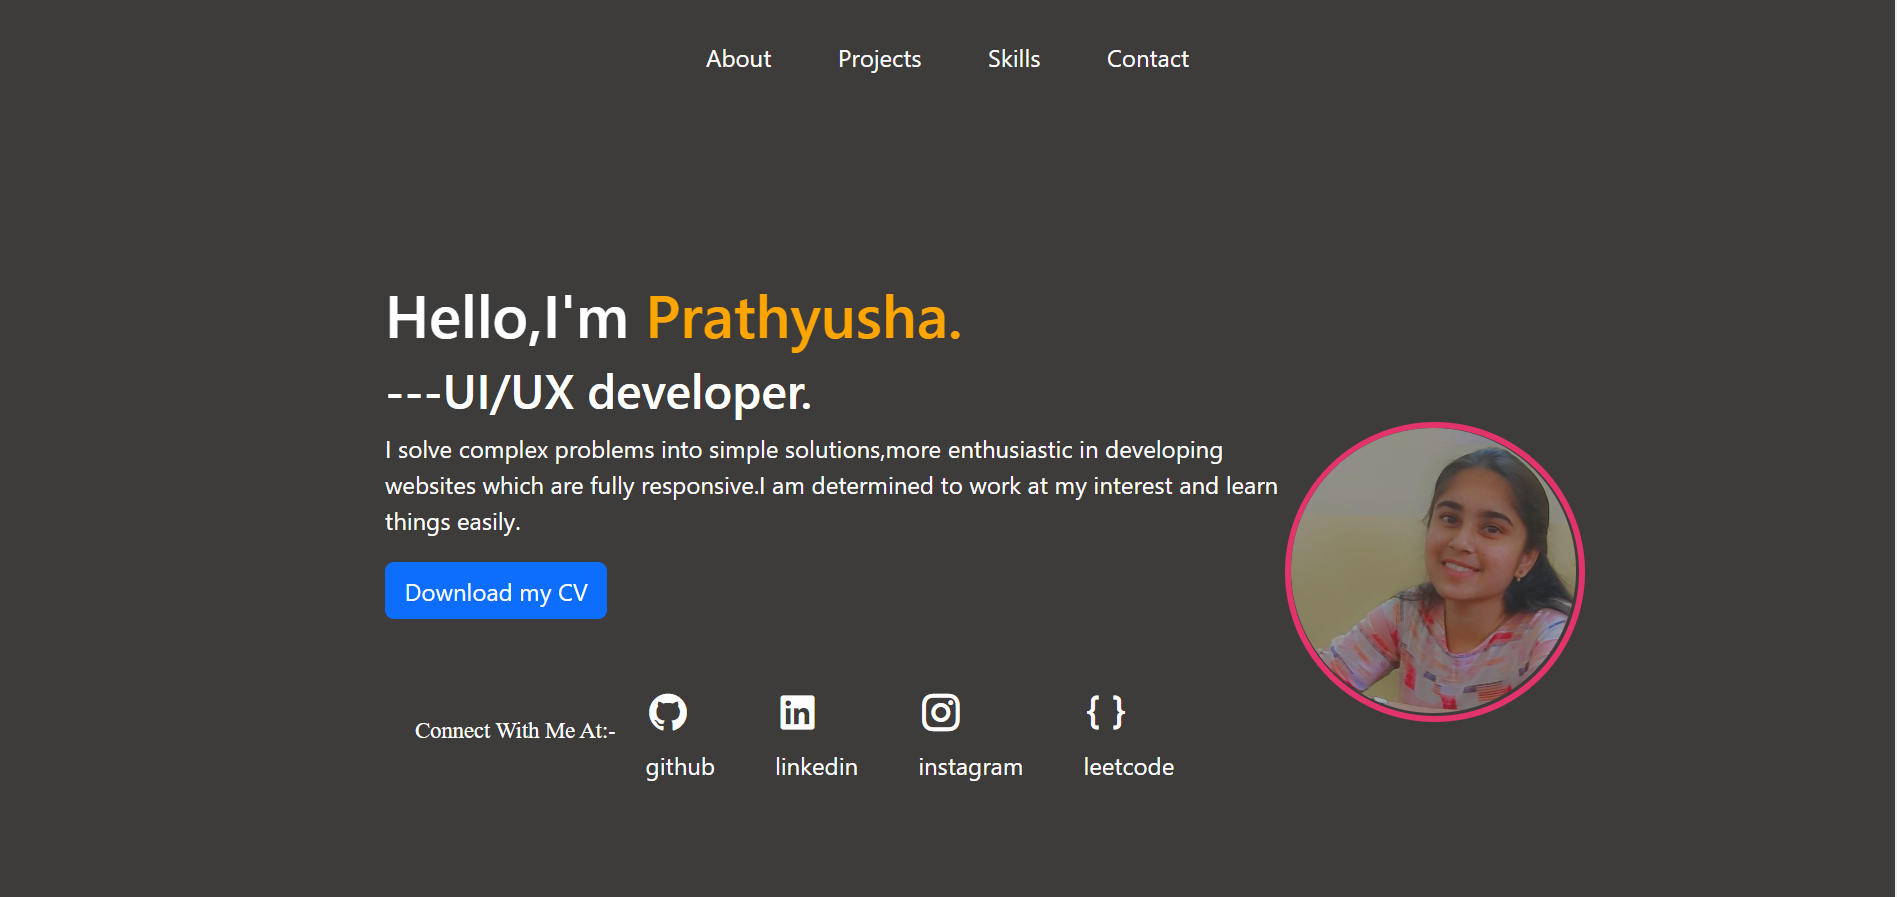 About Projects Skills Contact
Hello,I'm Prathyusha.
---UI/UX developer.
I solve complex problems into simple solutions,more enthusiastic in developing
websites which are fully responsive.I am determined to work at my interest and learn
things easily.
Download my CV
Connect With Me At:-
github linkedin instagram leetcode